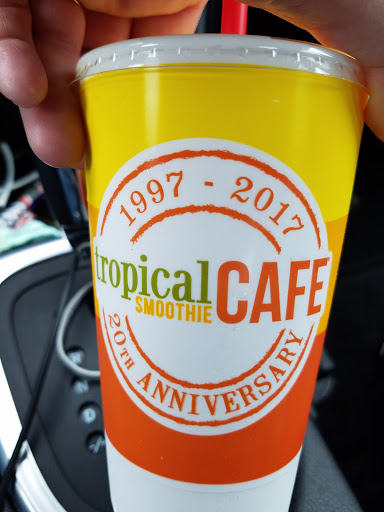 1997 - 2017
tropical
SMOOTHIE CAFE
20TH ANNIVERSARY